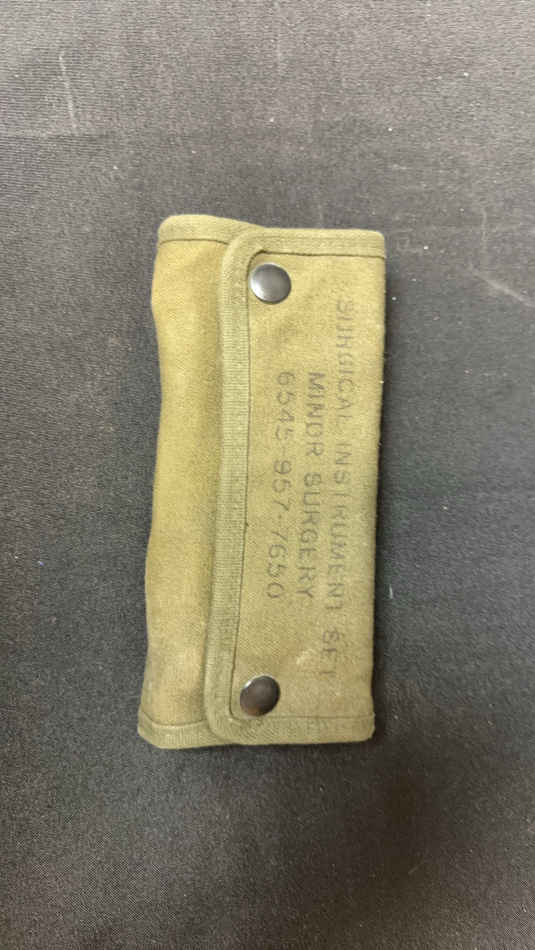 SURGICAL INSTRUMENT SET
MINOR SURGERY
6545-957-7650